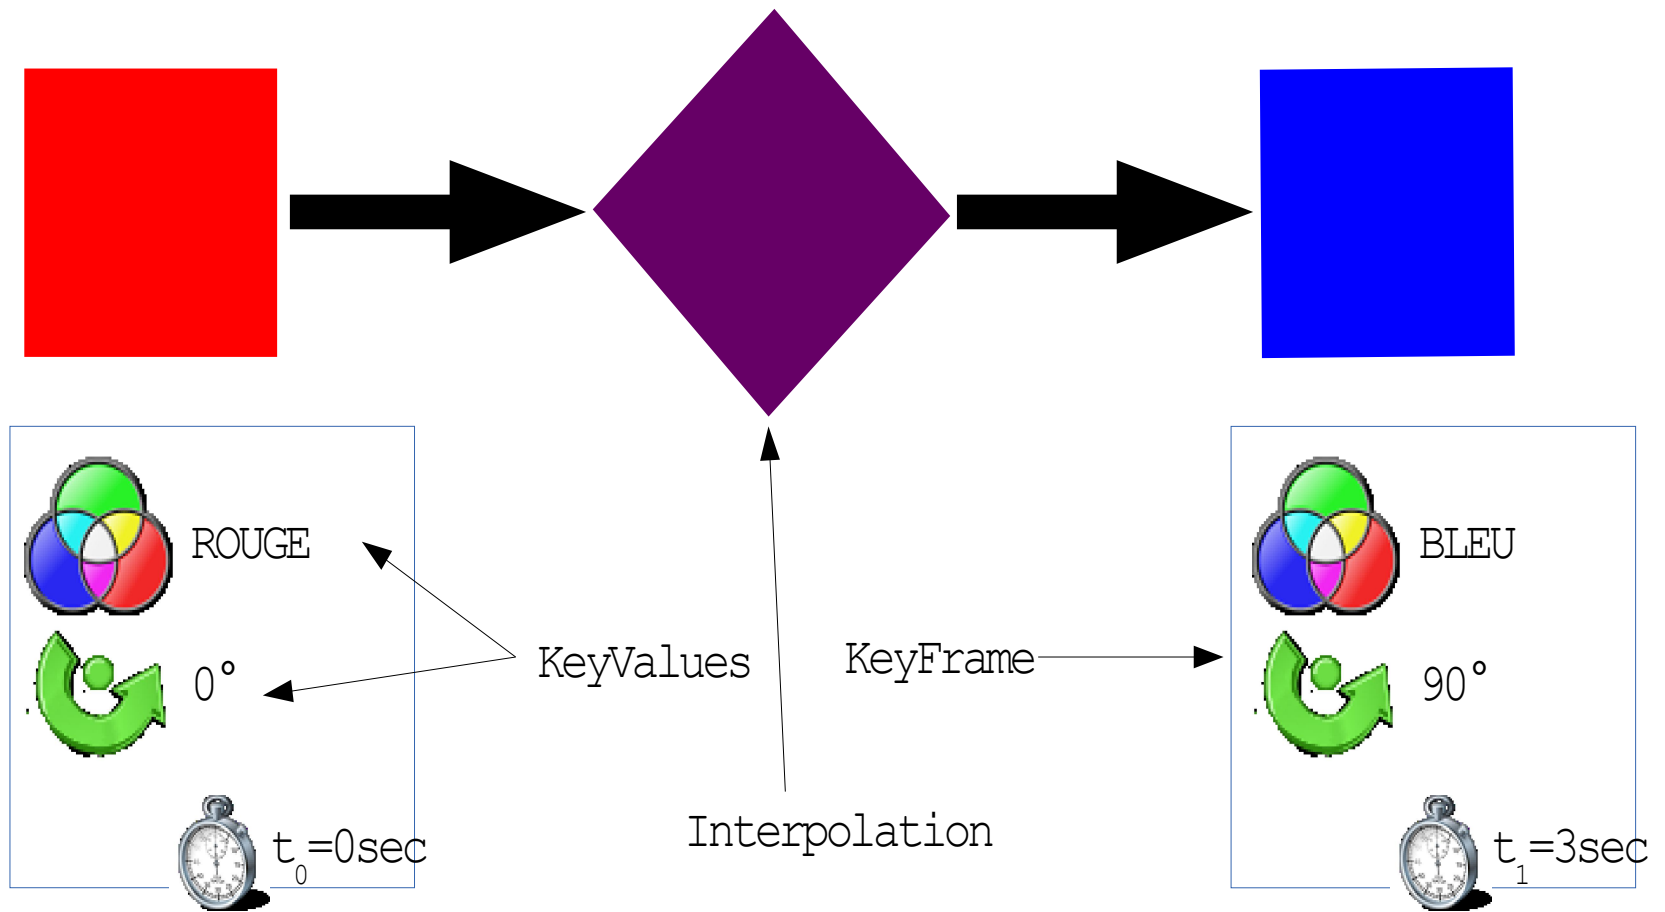 ROUGE
0°
t0=0sec
KeyValues
KeyFrame
Interpolation
BLEU
90°
t1=3sec